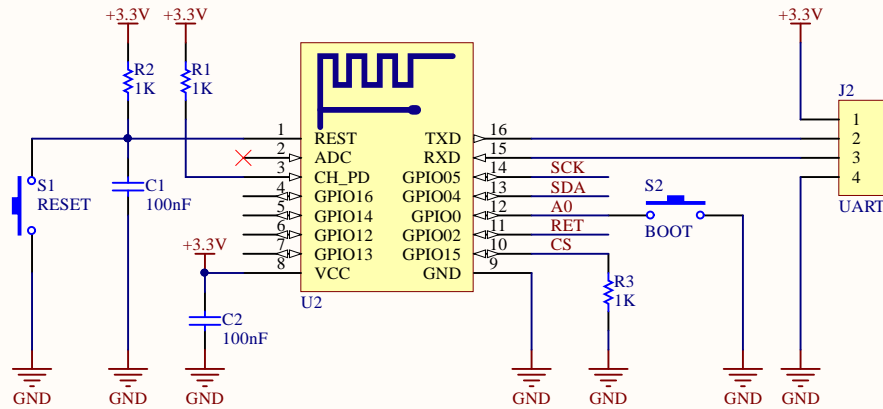 +3.3V
+3.3V
+3.3V
R2
1K
R1
1K
J2
1
REST
TXD
16
1
2
ADC
RXD
15
2
3
CH_PD
GPIO05
14
SCK
3
4
GPIO16
GPIO04
13
SDA
4
5
GPIO14
GPIO0
12
A0
6
GPIO12
GPIO02
11
RET
7
GPIO13
GPIO15
10
CS
8
VCC
GND
9
S1
RESET
C1
100nF
S2
BOOT
UART
+3.3V
U2
R3
1K
C2
100nF
GND
GND
GND
GND
GND
GND
GND